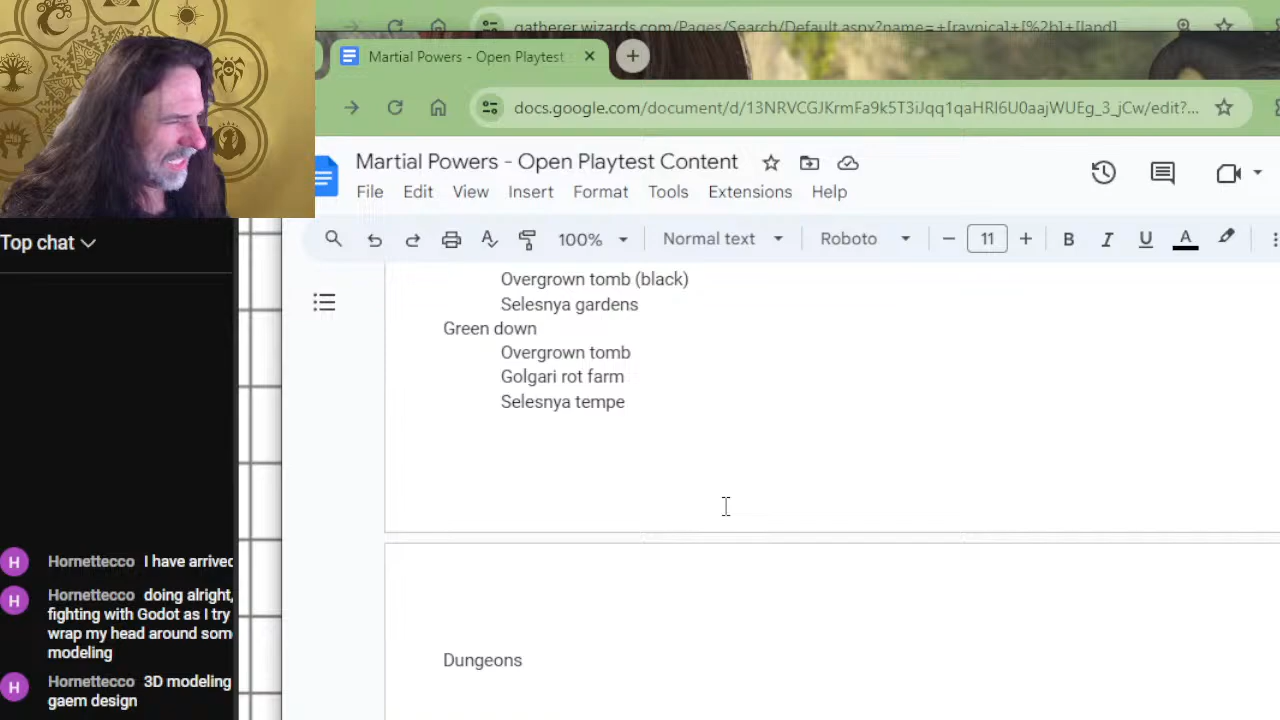 gatherer.wizards.com/Pages/Search/Default.aspx?name=+[ravnica]+[%2b]+[land]
Martial Powers - Open Playtest
docs.google.com/document/d/13NRVCGJKrmFa9k5T3iJqq1qaHRl6U0aajWUEg_3_jCw/edit?...
Martial Powers - Open Playtest Content
File Edit View Insert Format Tools Extensions Help
100% Normal text Roboto 11 B I U A
Top chat
Overgrown tomb (black)
Selesnya gardens
Green down
Overgrown tomb
Golgari rot farm
Selesnya tempe
Dungeons
H Hornettecco I have arrived
H Hornettecco doing alright,
fighting with Godot as I try
wrap my head around som
modeling
H Hornettecco 3D modeling
gaem design